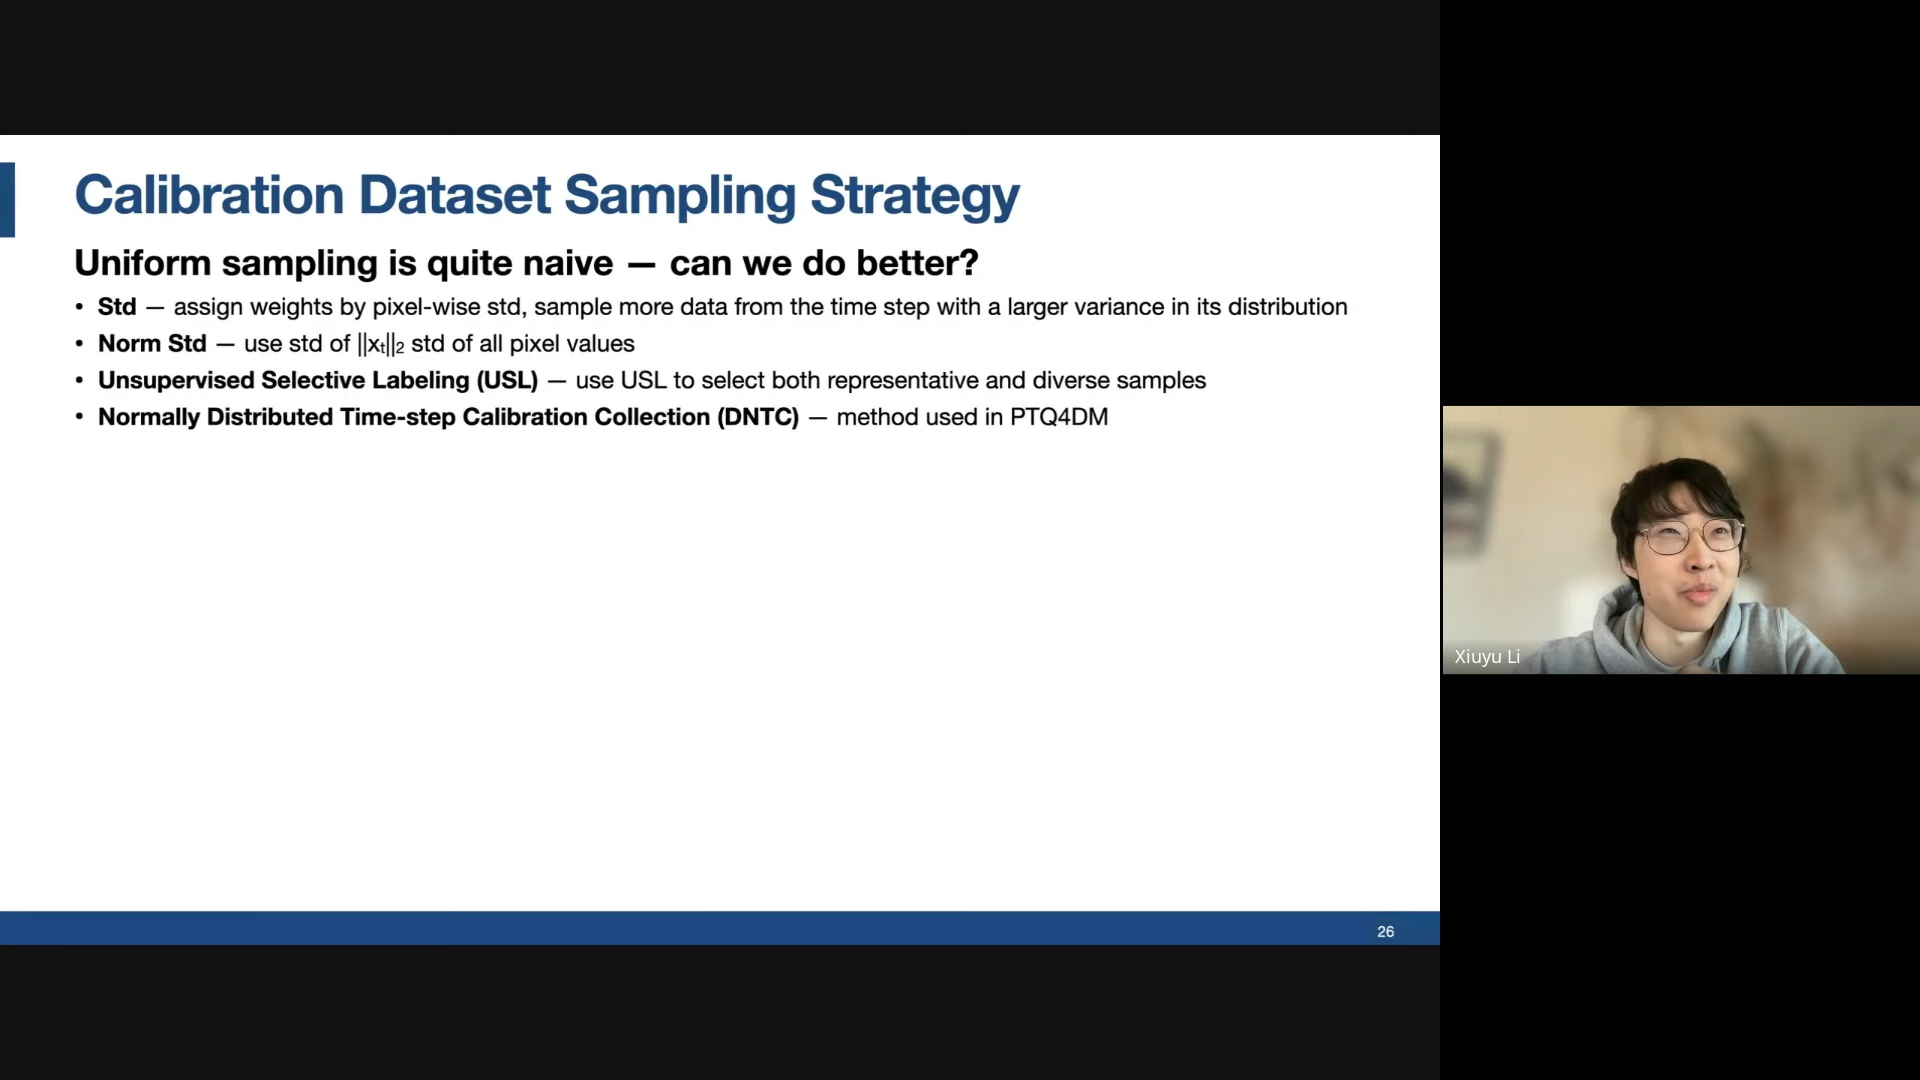 Calibration Dataset Sampling Strategy
Uniform sampling is quite naive — can we do better?
• Std — assign weights by pixel-wise std, sample more data from the time step with a larger variance in its distribution
• Norm Std — use std of ||xₜ||₂ std of all pixel values
• Unsupervised Selective Labeling (USL) — use USL to select both representative and diverse samples
• Normally Distributed Time-step Calibration Collection (DNTC) — method used in PTQ4DM
Xiuyu Li
26